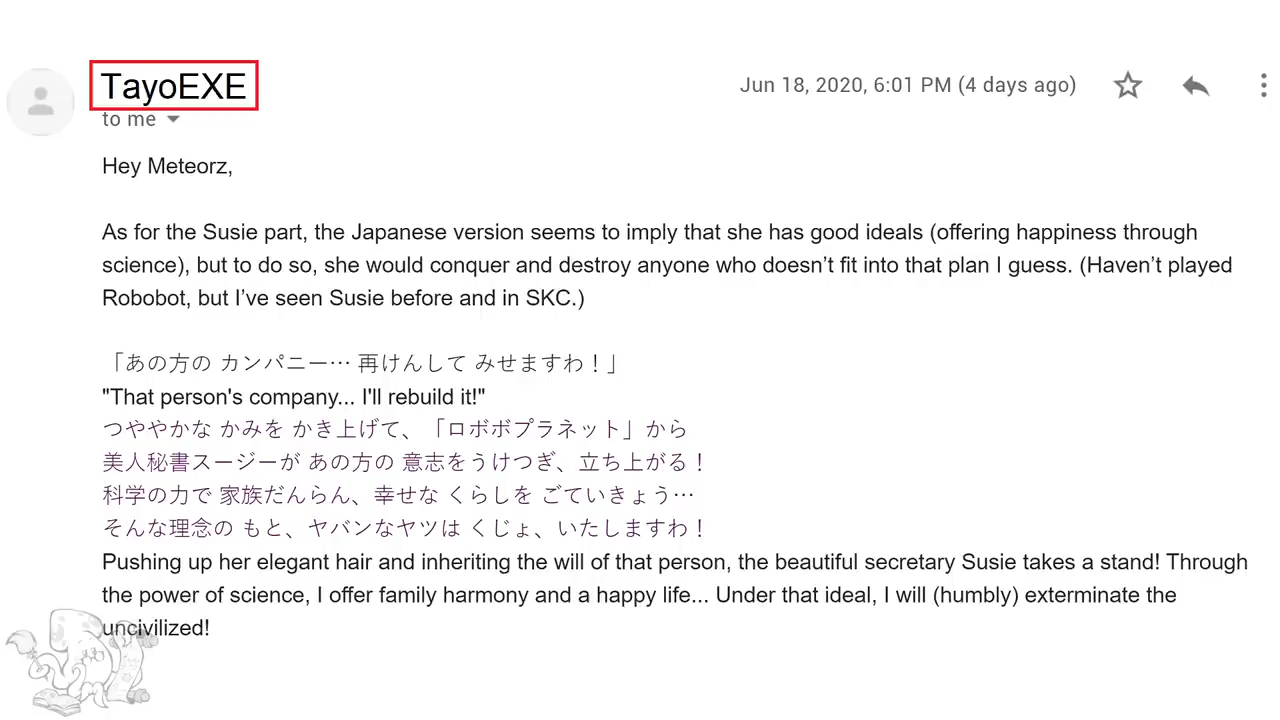 TayoEXE
Jun 18, 2020, 6:01 PM (4 days ago)
to me
Hey Meteorz,
As for the Susie part, the Japanese version seems to imply that she has good ideals (offering happiness through
science), but to do so, she would conquer and destroy anyone who doesn't fit into that plan I guess. (Haven't played
Robobot, but I've seen Susie before and in SKC.)
「あの方の カンパニー… 再けんして みせますわ！」
"That person's company... I'll rebuild it!"
つややかな かみを かき上げて、「ロボボプラネット」から
美人秘書スージーが あの方の 意志をうけつぎ、立ち上がる！
科学の力で 家族だんらん、幸せな くらしを ごていきょう…
そんな理念の もと、ヤバンなヤツは くじょ、いたしますわ！
Pushing up her elegant hair and inheriting the will of that person, the beautiful secretary Susie takes a stand! Through
the power of science, I offer family harmony and a happy life... Under that ideal, I will (humbly) exterminate the
uncivilized!